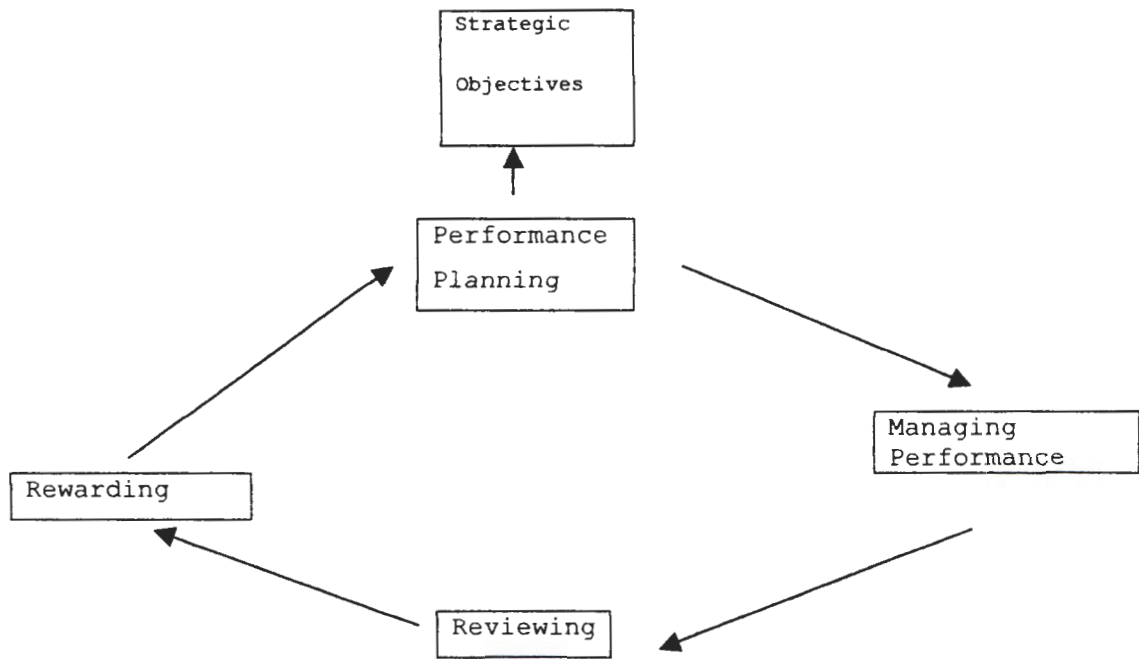 Strategic
Objectives
Performance
Planning
Managing
Performance
Rewarding
Reviewing